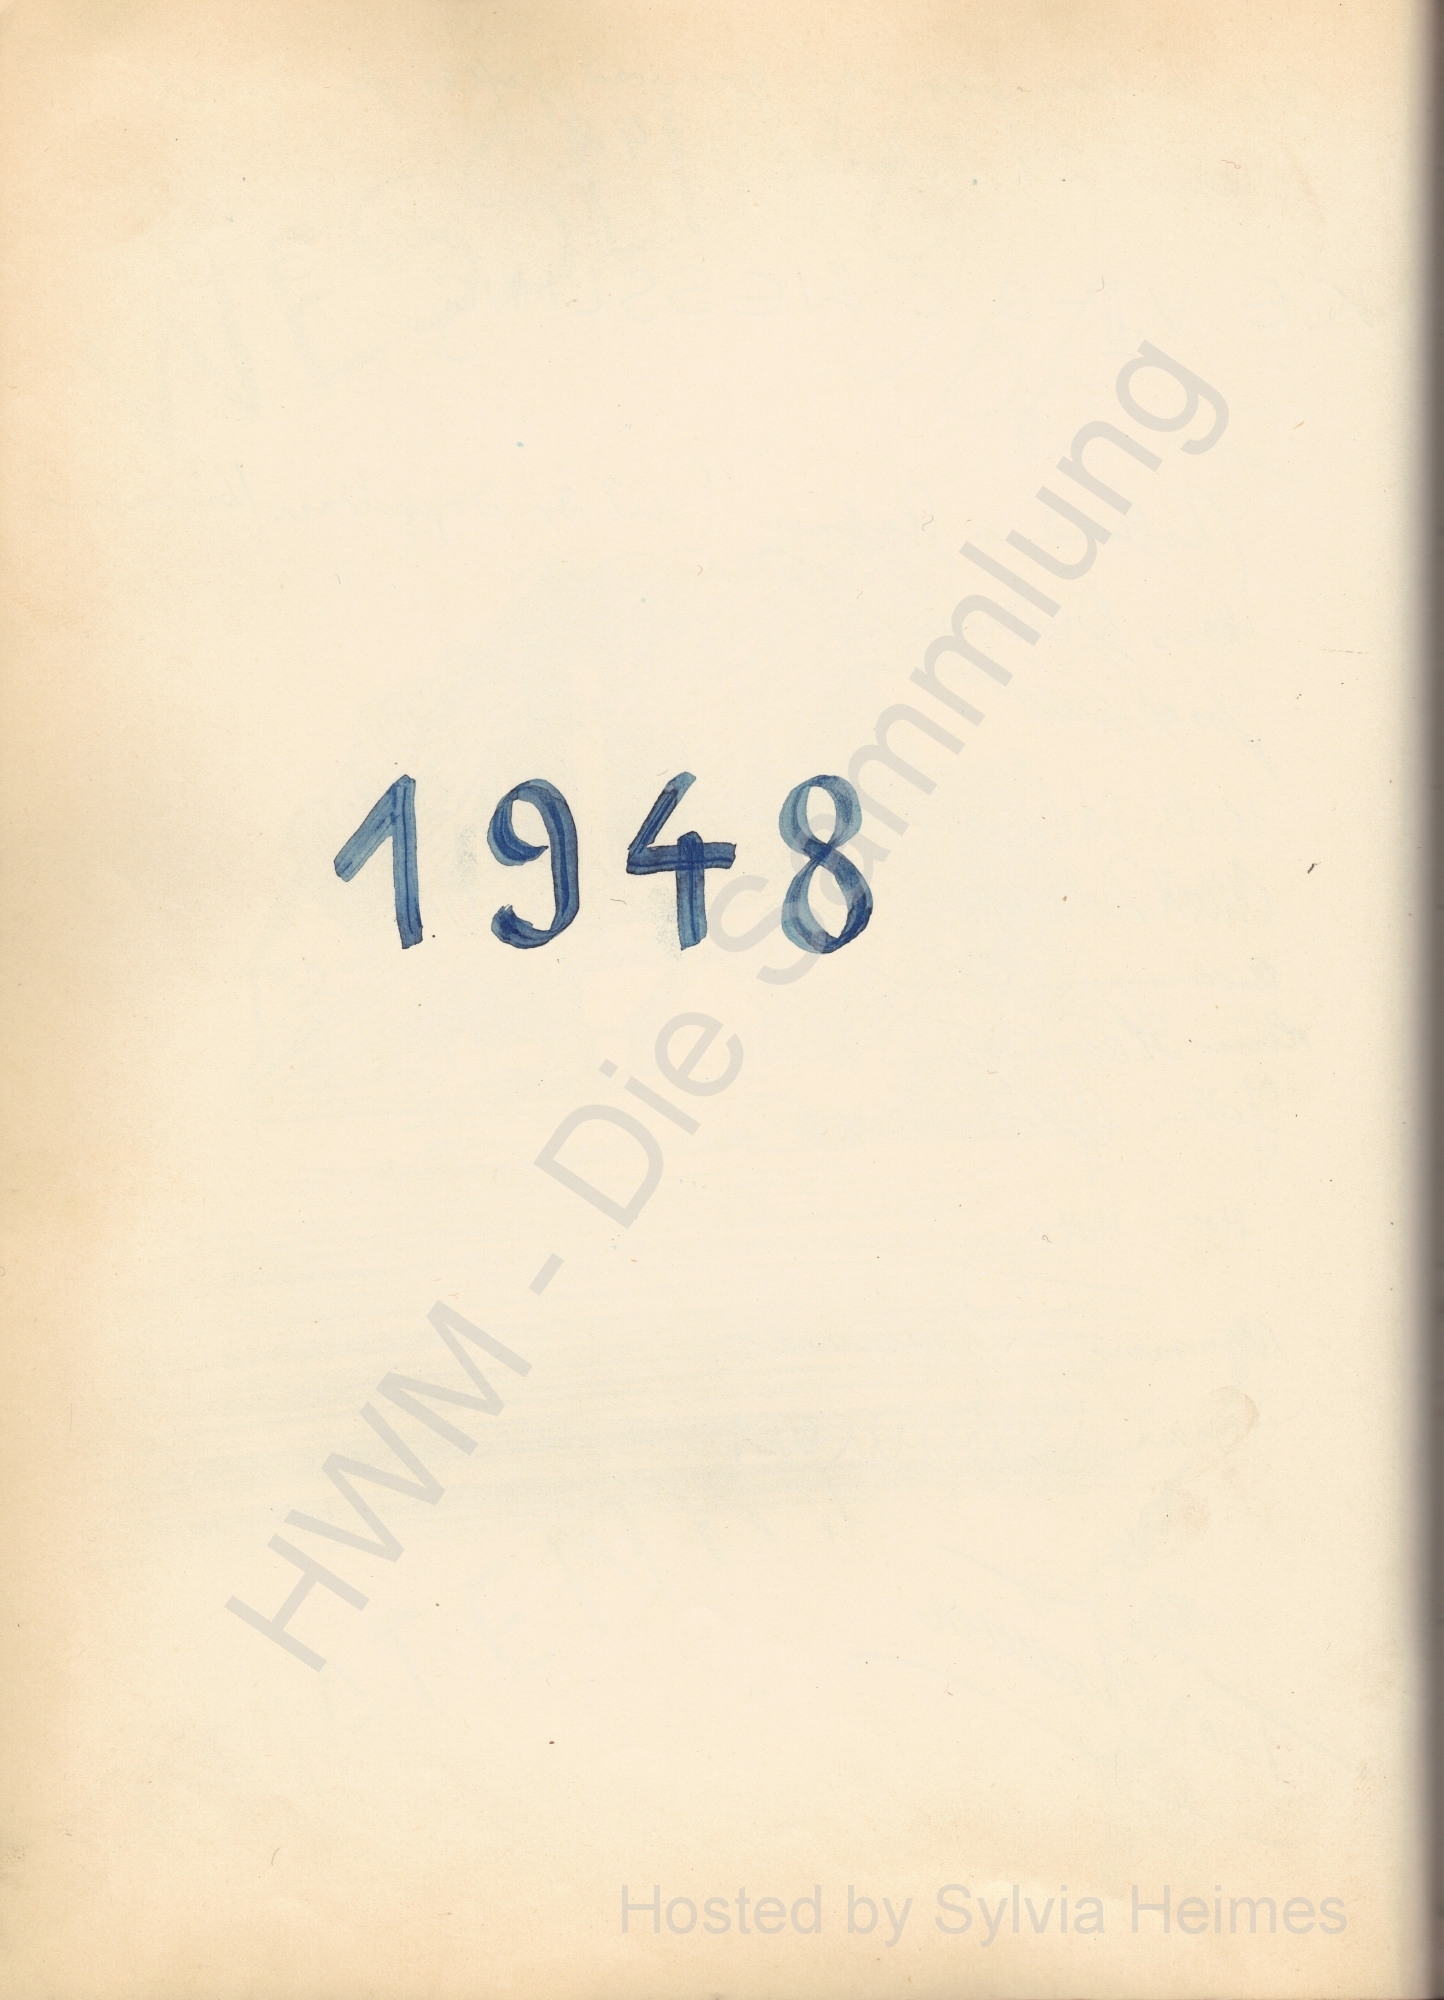 1948
HWM - Die Sammlung
Hosted by Sylvia Heimes